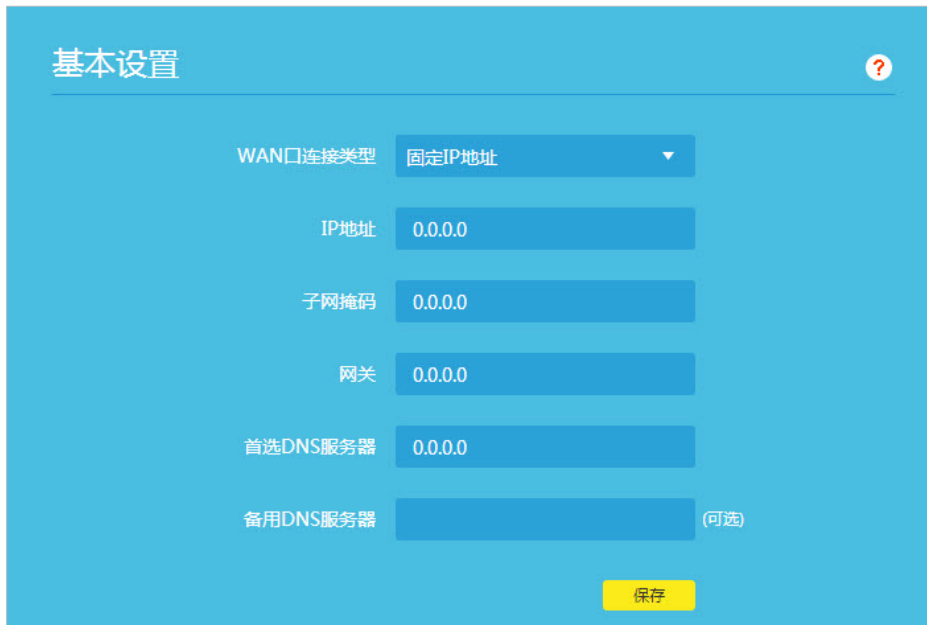 基本设置
?
WAN口连接类型 固定IP地址
IP地址 0.0.0.0
子网掩码 0.0.0.0
网关 0.0.0.0
首选DNS服务器 0.0.0.0
备用DNS服务器 (可选)
保存